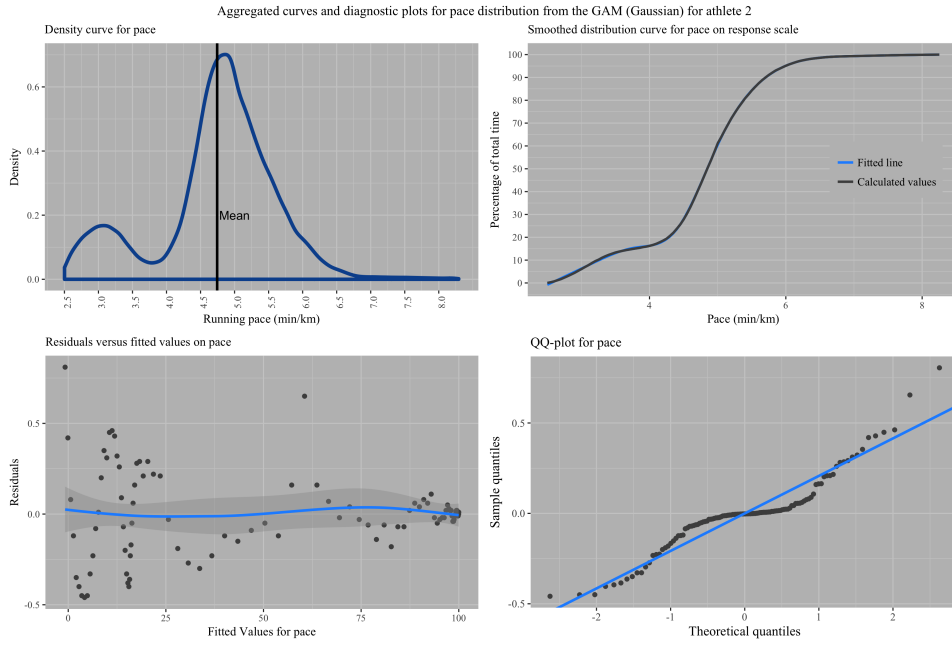 Aggregated curves and diagnostic plots for pace distribution from the GAM (Gaussian) for athlete 2
Density curve for pace
Density
0.6
0.4
0.2
0.0
Mean
2.5 3.0 3.5 4.0 4.5 5.0 5.5 6.0 6.5 7.0 7.5 8.0
Running pace (min/km)
Smoothed distribution curve for pace on response scale
Percentage of total time
100
90
80
70
60
50
40
30
20
10
0
Fitted line
Calculated values
4 6 8
Pace (min/km)
Residuals versus fitted values on pace
Residuals
0.5
0.0
-0.5
0 25 50 75 100
Fitted Values for pace
QQ-plot for pace
Sample quantiles
0.5
0.0
-0.5
-2 -1 0 1 2
Theoretical quantiles